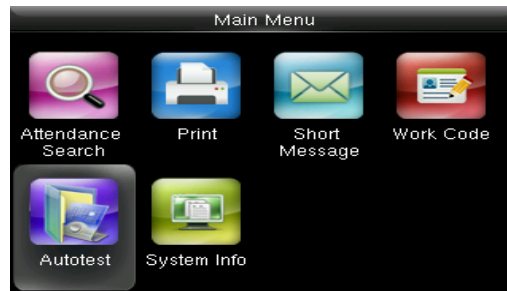 Main Menu
Attendance Search
Print
Short Message
Work Code
Autotest
System Info